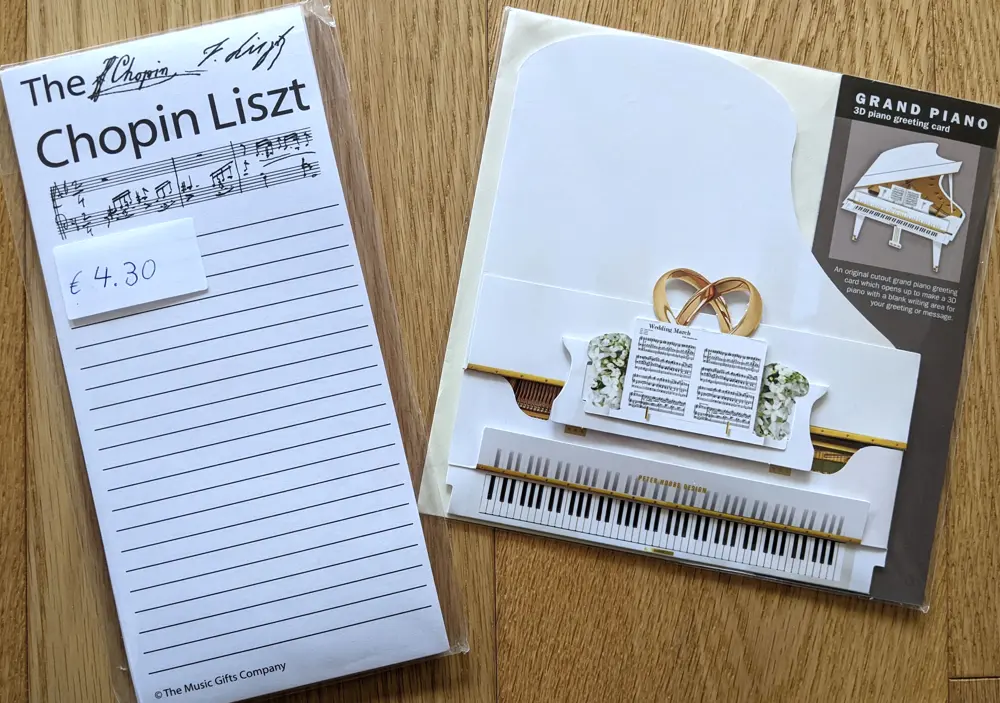 The Chopin F. Liszt
Chopin Liszt
€ 4.30
© The Music Gifts Company
GRAND PIANO
3D piano greeting card
An original cutout grand piano greeting
card which opens up to make a 3D
piano with a blank writing area for
your greeting or message.
Wedding March
PETER HOUBE DESIGN